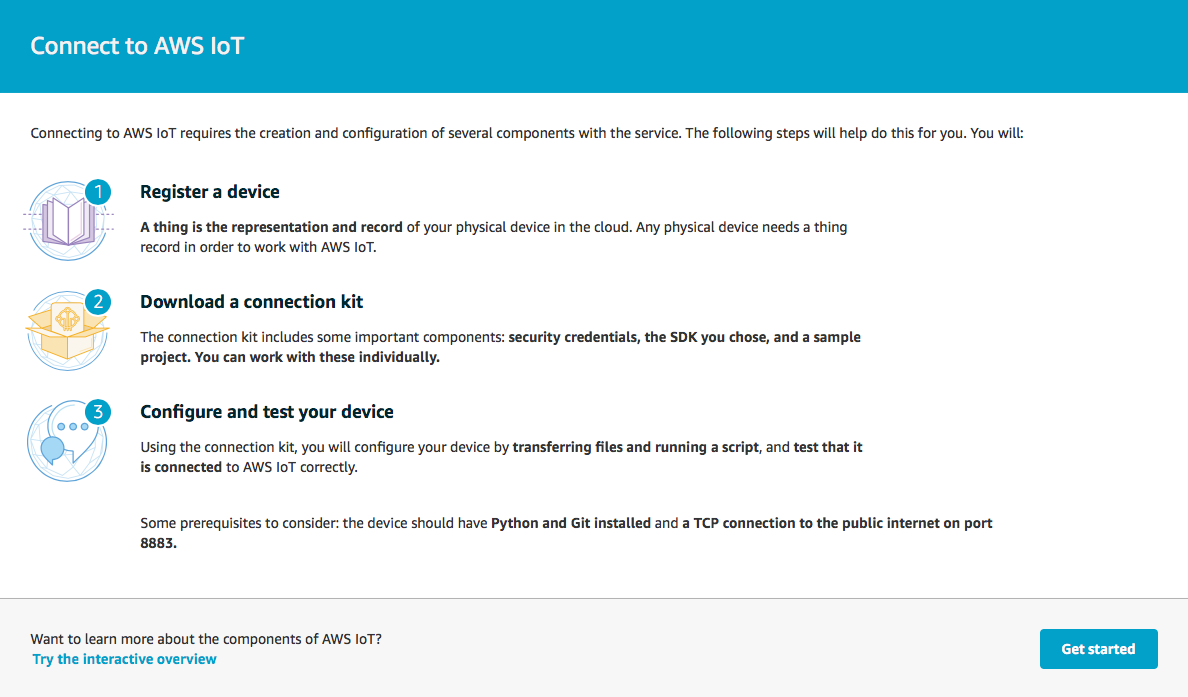 Connect to AWS IoT
Connecting to AWS IoT requires the creation and configuration of several components with the service. The following steps will help do this for you. You will:
1
Register a device
A thing is the representation and record of your physical device in the cloud. Any physical device needs a thing
record in order to work with AWS IoT.
2
Download a connection kit
The connection kit includes some important components: security credentials, the SDK you chose, and a sample
project. You can work with these individually.
3
Configure and test your device
Using the connection kit, you will configure your device by transferring files and running a script, and test that it
is connected to AWS IoT correctly.
Some prerequisites to consider: the device should have Python and Git installed and a TCP connection to the public internet on port
8883.
Want to learn more about the components of AWS IoT?
Try the interactive overview
Get started